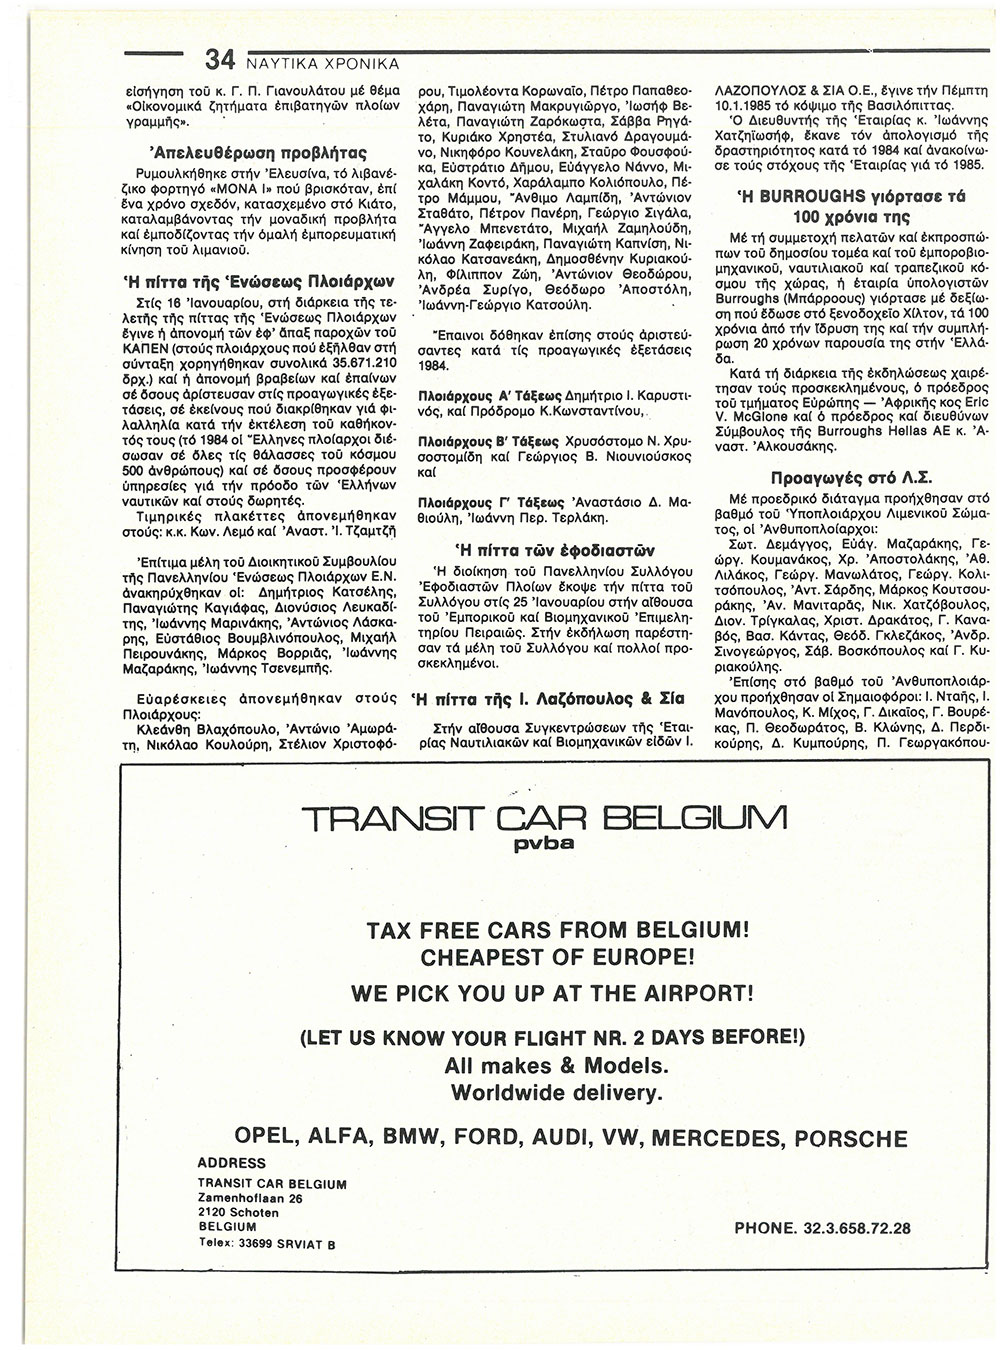 34 ΝΑΥΤΙΚΑ ΧΡΟΝΙΚΑ
εἰσήγηση τοῦ κ. Γ. Π. Γιανουλάτου μέ θέμα
«Οἰκονομικά ζητήματα ἐπιβατηγῶν πλοίων
γραμμῆς».
Ἀπελευθέρωση προβλήτας
Ρυμουλκήθηκε στήν Ἐλευσίνα, τό λιβανέ-
ζικο φορτηγό «ΜΟΝΑ Ι» πού βρισκόταν, ἐπί
ἕνα χρόνο σχεδόν, κατασχεμένο στό Κιάτο,
καταλαμβάνοντας τήν μοναδική προβλήτα
καί ἐμποδίζοντας τήν ὁμαλή ἐμπορευματική
κίνηση τοῦ λιμανιοῦ.
Ἡ πίττα τῆς Ἑνώσεως Πλοιάρχων
Στίς 16 Ἰανουαρίου, στή διάρκεια τῆς τε-
λετῆς τῆς πίττας τῆς Ἑνώσεως Πλοιάρχων
ἔγινε ἡ ἀπονομή τῶν ἐφ' ἅπαξ παροχῶν τοῦ
ΚΑΠΕΝ (στούς πλοιάρχους πού ἐξῆλθαν στή
σύνταξη χορηγήθηκαν συνολικά 35.671.210
δρχ.) καί ἡ ἀπονομή βραβείων καί ἐπαίνων
σέ ὅσους ἀρίστευσαν στίς προαγωγικές ἐξε-
τάσεις, σέ ἐκείνους πού διακρίθηκαν γιά φι-
λαλληλία κατά τήν ἐκτέλεση τοῦ καθήκον-
τός τους (τό 1984 οἱ Ἕλληνες πλοίαρχοι διέ-
σωσαν σέ ὅλες τίς θάλασσες τοῦ κόσμου
500 ἀνθρώπους) καί σέ ὅσους προσφέρουν
ὑπηρεσίες γιά τήν πρόοδο τῶν Ἑλλήνων
ναυτικῶν καί στούς δωρητές.
Τιμηρικές πλακέττες ἀπονεμήθηκαν
στούς: κ.κ. Κων. Λεμό καί Ἀναστ. Ἰ. Τζαμτζῆ
Ἐπίτιμα μέλη τοῦ Διοικητικοῦ Συμβουλίου
τῆς Πανελληνίου Ἑνώσεως Πλοιάρχων Ε.Ν.
ἀνακηρύχθηκαν οἱ: Δημήτριος Κατσέλης,
Παναγιώτης Καγιάφας, Διονύσιος Λευκαδί-
της, Ἰωάννης Μαρινάκης, Ἀντώνιος Λάσκα-
ρης, Εὐστάθιος Βουμβλινόπουλος, Μιχαήλ
Πειρουνάκης, Μάρκος Βορριᾶς, Ἰωάννης
Μαζαράκης, Ἰωάννης Τσενεμπῆς.
Εὐαρέσκειες ἀπονεμήθηκαν στούς
Πλοιάρχους:
Κλεάνθη Βλαχόπουλο, Ἀντώνιο Ἀμωρά-
τη, Νικόλαο Κουλούρη, Στέλιον Χριστοφό-
ρου, Τιμολέοντα Κορωναῖο, Πέτρο Παπαθεο-
χάρη, Παναγιώτη Μακρυγιῶργο, Ἰωσήφ Βε-
λέτα, Παναγιώτη Ζαρόκωστα, Σάββα Ρηγᾶ-
το, Κυριάκο Χρηστέα, Στυλιανό Δραγουμά-
νο, Νικηφόρο Κουνελάκη, Σταῦρο Φουσφού-
κα, Εὐστράτιο Δήμου, Εὐάγγελο Νάννο, Μι-
χαλάκη Κοντό, Χαράλαμπο Κολιόπουλο, Πέ-
τρο Μάμμου, Ἄνθιμο Λαμπίδη, Ἀντώνιον
Σταθάτο, Πέτρον Πανέρη, Γεώργιο Σιγάλα,
Ἄγγελο Μπενετάτο, Μιχαήλ Ζαμηλούδη,
Ἰωάννη Ζαφειράκη, Παναγιώτη Καπνίση, Νι-
κόλαο Κατσανεάκη, Δημοσθένην Κυριακού-
λη, Φίλιππον Ζώη, Ἀντώνιον Θεοδώρου,
Ἀνδρέα Συρίγο, Θεόδωρο Ἀποστόλη,
Ἰωάννη-Γεώργιο Κατσούλη.
Ἔπαινοι δόθηκαν ἐπίσης στούς ἀριστεύ-
σαντες κατά τίς προαγωγικές ἐξετάσεις
1984.
Πλοιάρχους Α' Τάξεως Δημήτριο Ι. Καρυστι-
νός, καί Πρόδρομο Κ.Κωνσταντίνου,
Πλοιάρχους Β' Τάξεως Χρυσόστομο Ν. Χρυ-
σοστομίδη καί Γεώργιος Β. Νιουνιούσκος
καί
Πλοιάρχους Γ' Τάξεως Ἀναστάσιο Δ. Μα-
θιούλη, Ἰωάννη Περ. Τερλάκη.
Ἡ πίττα τῶν ἐφοδιαστῶν
Ἡ διοίκηση τοῦ Πανελληνίου Συλλόγου
Ἐφοδιαστῶν Πλοίων ἔκοψε τήν πίττα τοῦ
Συλλόγου στίς 25 Ἰανουαρίου στήν αἴθουσα
τοῦ Ἐμπορικοῦ καί Βιομηχανικοῦ Ἐπιμελη-
τηρίου Πειραιῶς. Στήν ἐκδήλωση παρέστη-
σαν τά μέλη τοῦ Συλλόγου καί πολλοί προ-
σκεκλημένοι.
Ἡ πίττα τῆς Ι. Λαζόπουλος & Σία
Στήν αἴθουσα Συγκεντρώσεων τῆς Ἑται-
ρίας Ναυτιλιακῶν καί Βιομηχανικῶν εἰδῶν Ι.
ΛΑΖΟΠΟΥΛΟΣ & ΣΙΑ Ο.Ε., ἔγινε τήν Πέμπτη
10.1.1985 τό κόψιμο τῆς Βασιλόπιττας.
Ὁ Διευθυντής τῆς Ἑταιρίας κ. Ἰωάννης
Χατζηϊωσήφ, ἔκανε τόν ἀπολογισμό τῆς
δραστηριότητος κατά τό 1984 καί ἀνακοίνω-
σε τούς στόχους τῆς Ἑταιρίας γιά τό 1985.
Ἡ BURROUGHS γιόρτασε τά
100 χρόνια της
Μέ τή συμμετοχή πελατῶν καί ἐκπροσώ-
πων τοῦ δημοσίου τομέα καί τοῦ ἐμποροβιο-
μηχανικοῦ, ναυτιλιακοῦ καί τραπεζικοῦ κό-
σμου τῆς χώρας, ἡ ἑταιρία ὑπολογιστῶν
Burroughs (Μπάρροους) γιόρτασε μέ δεξίω-
ση πού ἔδωσε στό ξενοδοχεῖο Χίλτον, τά 100
χρόνια ἀπό τήν ἵδρυση της καί τήν συμπλή-
ρωση 20 χρόνων παρουσία της στήν Ἑλλά-
δα.
Κατά τή διάρκεια τῆς ἐκδηλώσεως χαιρέ-
τησαν τούς προσκεκλημένους, ὁ πρόεδρος
τοῦ τμήματος Εὐρώπης — Ἀφρικῆς κος Eric
V. McGlone καί ὁ πρόεδρος καί διευθύνων
Σύμβουλος τῆς Burroughs Hellas ΑΕ κ. Ἀ-
ναστ. Ἀλκουσάκης.
Προαγωγές στό Λ.Σ.
Μέ προεδρικό διάταγμα προήχθησαν στό
βαθμό τοῦ Ὑποπλοιάρχου Λιμενικοῦ Σώμα-
τος, οἱ Ἀνθυποπλοίαρχοι:
Σωτ. Δεμάγγος, Εὐάγ. Μαζαράκης, Γε-
ώργ. Κουμανάκος, Χρ. Ἀποστολάκης, Ἀθ.
Λιλάκος, Γεώργ. Μανωλάτος, Γεώργ. Κολι-
τσόπουλος, Ἀντ. Σάρδης, Μάρκος Κουτσου-
ράκης, Ἀν. Μανιταρᾶς, Νικ. Χατζόβουλος,
Διον. Τρίγκαλας, Χριστ. Δρακάτος, Γ. Κανα-
βός, Βασ. Κάντας, Θεόδ. Γκλεζάκος, Ἀνδρ.
Σινογεώργος, Σάβ. Βοσκόπουλος καί Γ. Κυ-
ριακούλης.
Ἐπίσης στό βαθμό τοῦ Ἀνθυποπλοιάρ-
χου προήχθησαν οἱ Σημαιοφόροι: Ι. Νταῆς, Ι.
Μανόπουλος, Κ. Μίχος, Γ. Δικαῖος, Γ. Βουρέ-
κας, Π. Θεοδωράτος, Β. Κλώνης, Δ. Περδι-
κούρης, Δ. Κυμπούρης, Π. Γεωργακόπου-
TRANSIT CAR BELGIUM
pvba
TAX FREE CARS FROM BELGIUM!
CHEAPEST OF EUROPE!
WE PICK YOU UP AT THE AIRPORT!
(LET US KNOW YOUR FLIGHT NR. 2 DAYS BEFORE!)
All makes & Models.
Worldwide delivery.
OPEL, ALFA, BMW, FORD, AUDI, VW, MERCEDES, PORSCHE
ADDRESS
TRANSIT CAR BELGIUM
Zamenhoflaan 26
2120 Schoten
BELGIUM
Telex: 33699 SRVIAT B
PHONE. 32.3.658.72.28